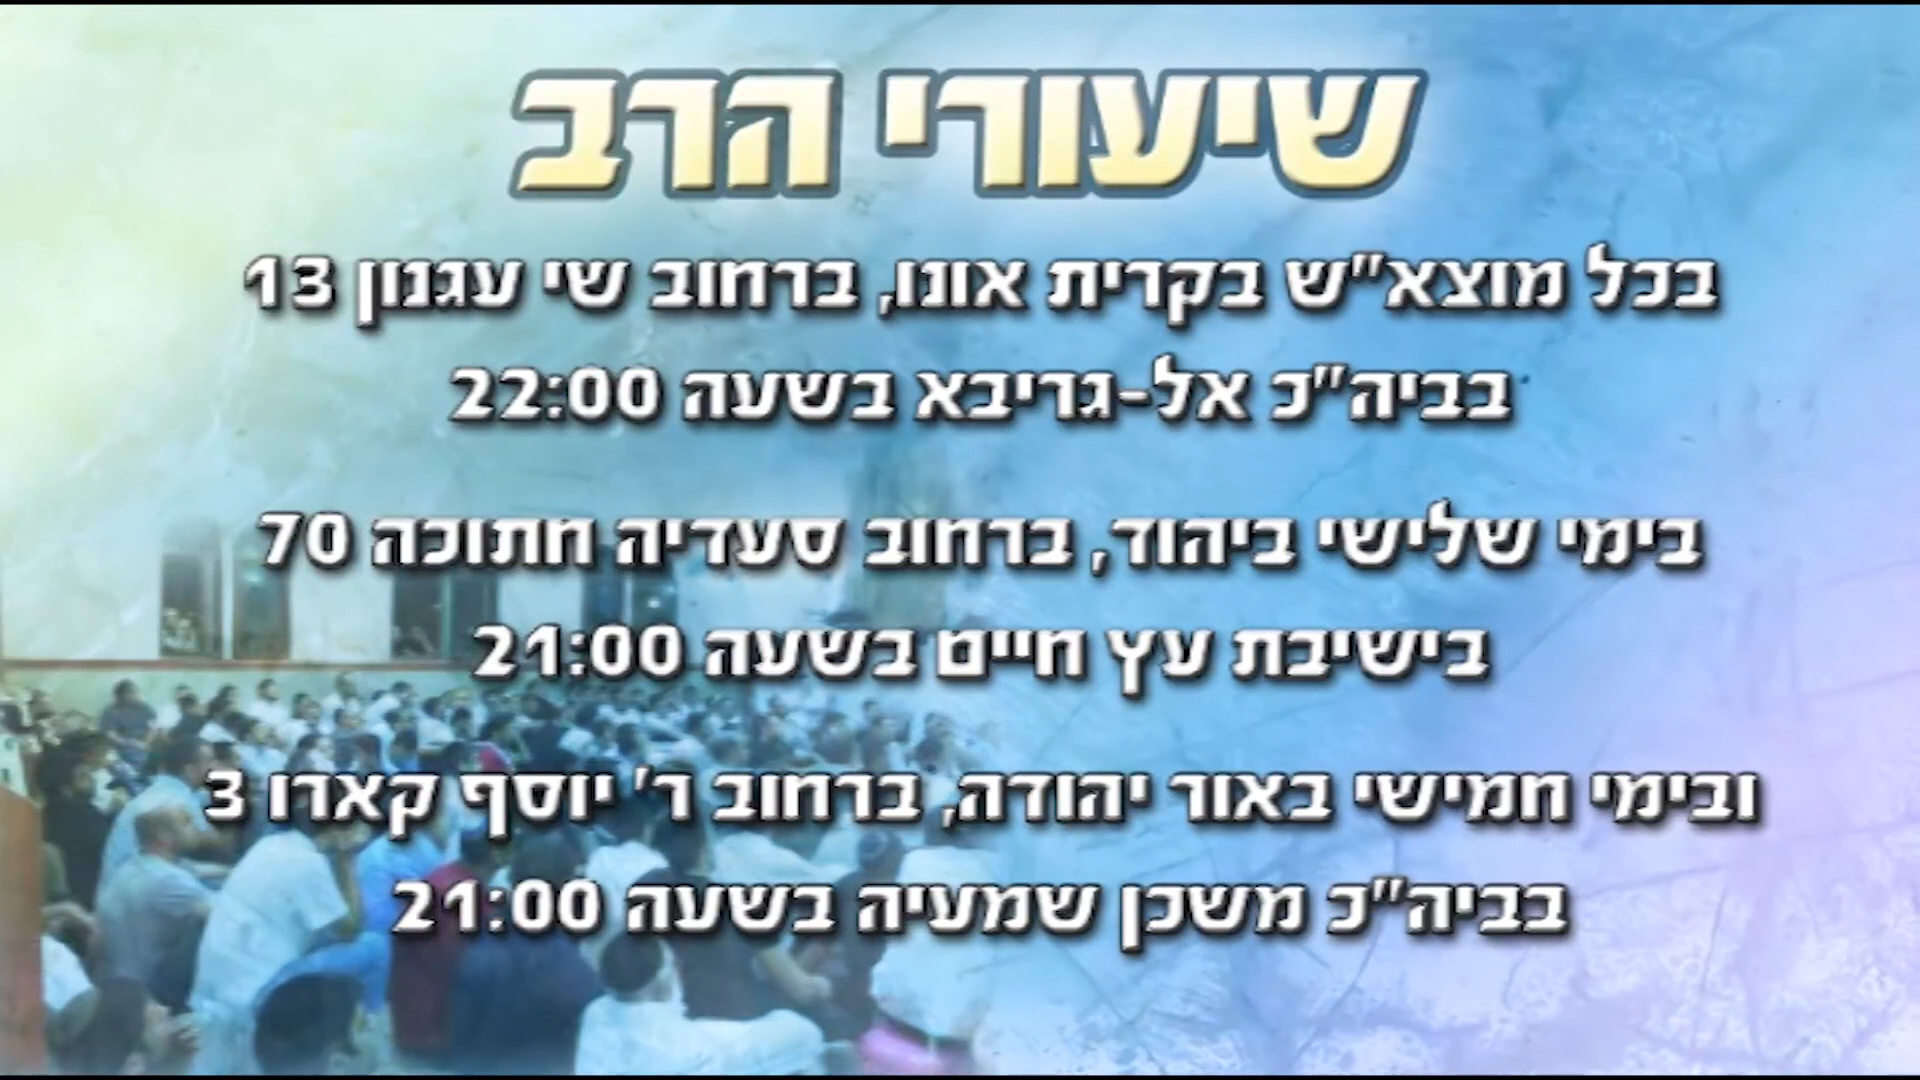 שיעורי הרב
בכל מוצא"ש בקרית אונו, ברחוב שי עגנון 13
בביה"כ אל-גריבא בשעה 22:00
בימי שלישי ביהוד, ברחוב סעדיה חתוכה 70
בישיבת עץ חיים בשעה 21:00
ובימי חמישי באור יהודה, ברחוב ר' יוסף קארו 3
בביה"כ משכן שמעיה בשעה 21:00